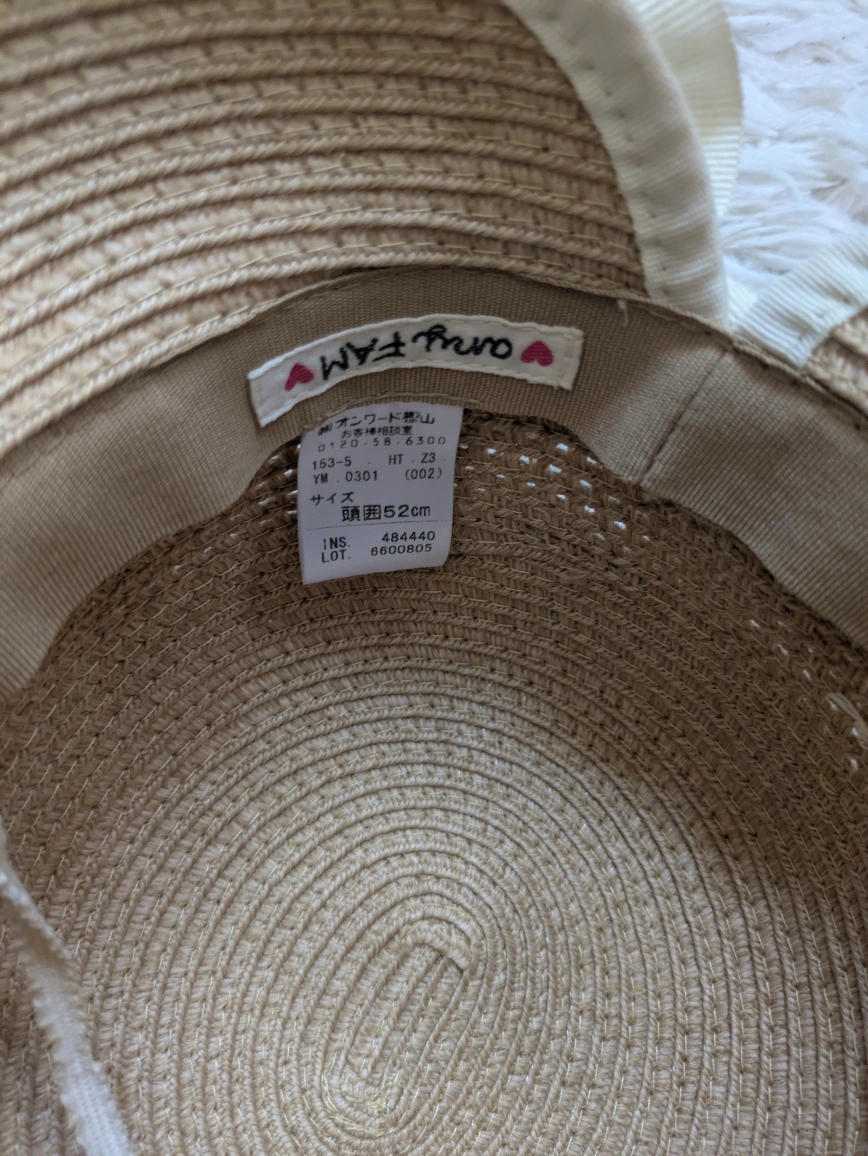 any FAM
㈱オンワード樫山
お客様相談室
0120-58-6300
153-5 . HT . Z3 .
YM . 0301 (002)
サイズ
頭囲52cm
INS. 484440
LOT. 6600805